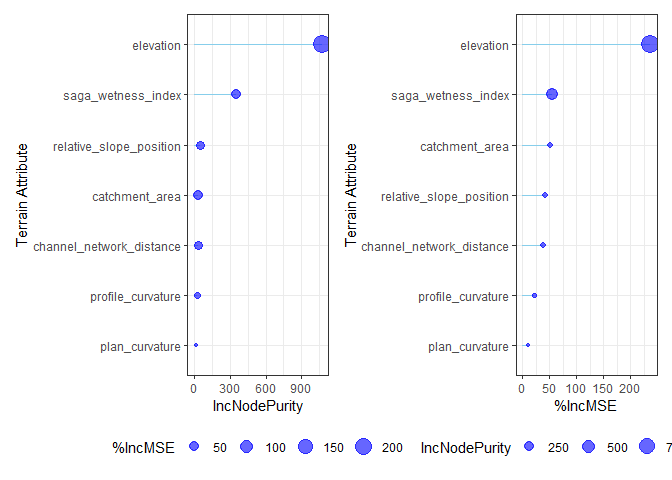 Terrain Attribute
elevation
saga_wetness_index
relative_slope_position
catchment_area
channel_network_distance
profile_curvature
plan_curvature
0 300 600 900
IncNodePurity
Terrain Attribute
elevation
saga_wetness_index
catchment_area
relative_slope_position
channel_network_distance
profile_curvature
plan_curvature
0 50 100 150 200
%IncMSE
%IncMSE 50 100 150 200
IncNodePurity 250 500 7